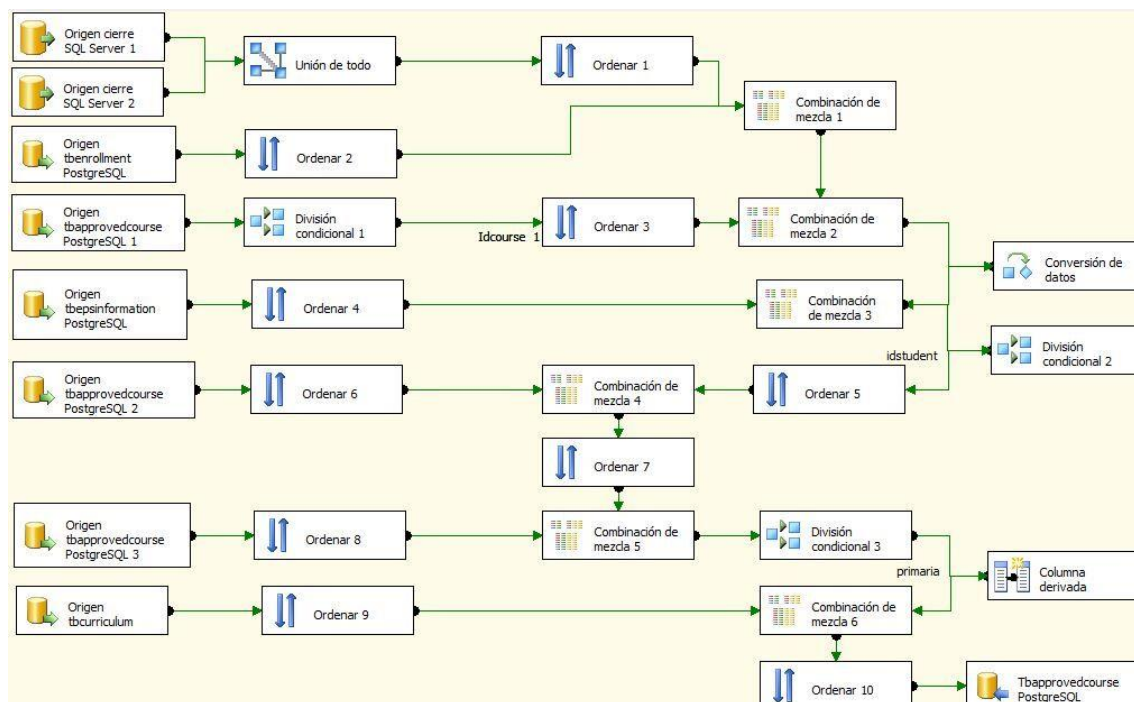 Origen cierre
SQL Server 1
Unión de todo
Ordenar 1
Origen cierre
SQL Server 2
Combinación de
mezcla 1
Origen
tbenrollment
PostgreSQL
Ordenar 2
Origen
tbapprovedcourse
PostgreSQL 1
División
condicional 1
Idcourse 1
Ordenar 3
Combinación de
mezcla 2
Conversión de
datos
Origen
tbepsinformation
PostgreSQL
Ordenar 4
Combinación
de mezcla 3
idstudent
División
condicional 2
Origen
tbapprovedcourse
PostgreSQL 2
Ordenar 6
Combinación de
mezcla 4
Ordenar 5
Ordenar 7
Origen
tbapprovedcourse
PostgreSQL 3
Ordenar 8
Combinación de
mezcla 5
División
condicional 3
primaria
Columna
derivada
Origen
tbcurriculum
Ordenar 9
Combinación de
mezcla 6
Ordenar 10
Tbapprovedcourse
PostgreSQL